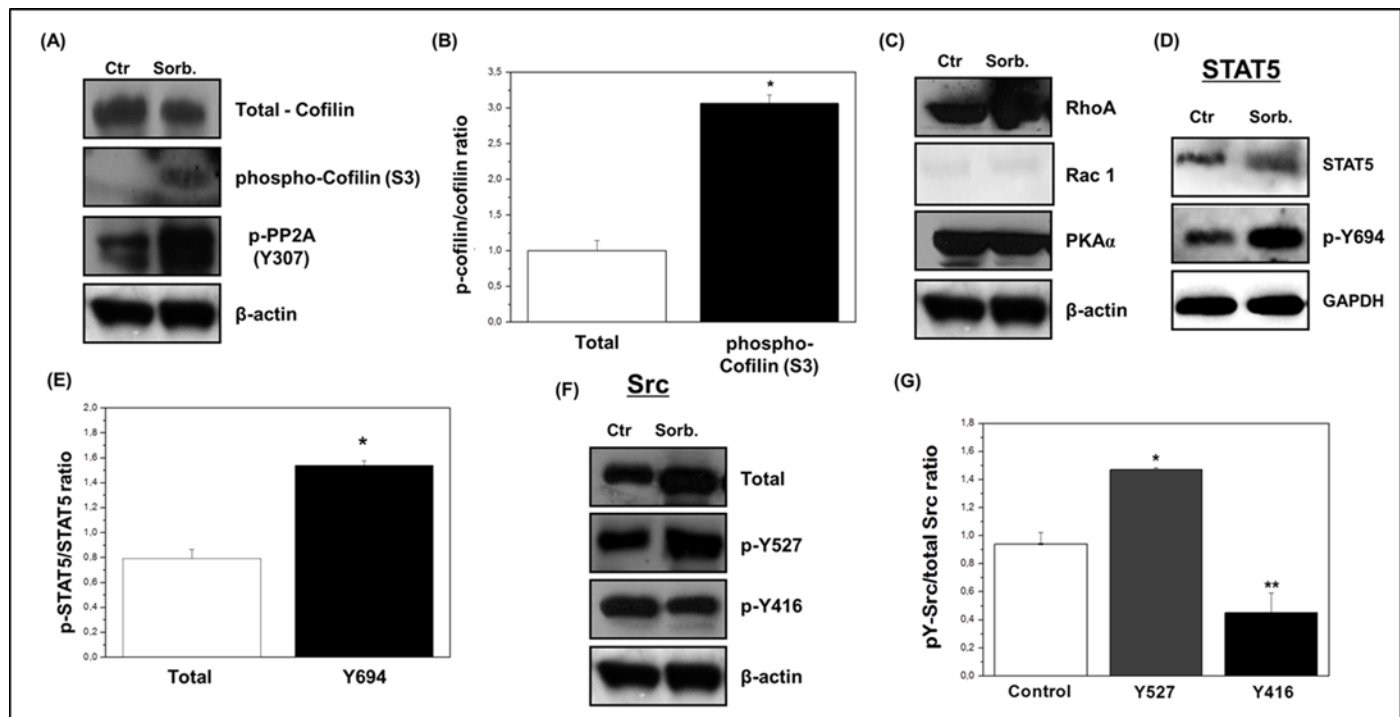 (A)
Ctr Sorb.
Total - Cofilin
phospho-Cofilin (S3)
p-PP2A
(Y307)
β-actin
(B)
p-cofilin/cofilin ratio
3,5
3,0
2,5
2,0
1,5
1,0
0,5
0,0
*
Total
phospho-
Cofilin (S3)
(C)
Ctr Sorb.
RhoA
Rac 1
PKAα
β-actin
(D)
STAT5
Ctr Sorb.
STAT5
p-Y694
GAPDH
(E)
p-STAT5/STAT5 ratio
2,0
1,8
1,6
1,4
1,2
1,0
0,8
0,6
0,4
0,2
0,0
*
Total
Y694
(F)
Src
Ctr Sorb.
Total
p-Y527
p-Y416
β-actin
(G)
pY-Src/total Src ratio
1,8
1,6
1,4
1,2
1,0
0,8
0,6
0,4
0,2
0,0
*
**
Control
Y527
Y416